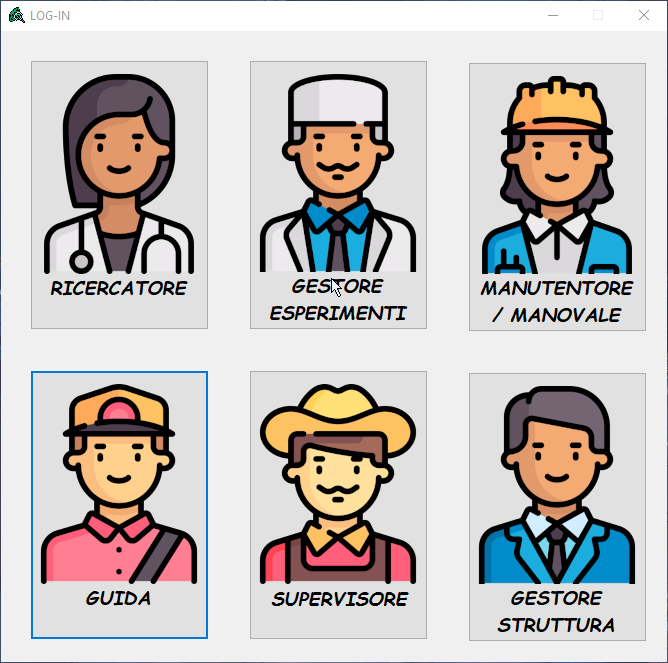 LOG-IN
RICERCATORE
GESTORE
ESPERIMENTI
MANUTENTORE
/ MANOVALE
GUIDA
SUPERVISORE
GESTORE
STRUTTURA